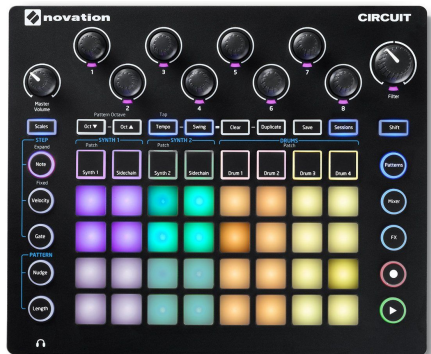 novation
CIRCUIT
1
3
5
7
2
4
6
8
Master
Volume
Filter
Pattern Octave
Tap
Scales
Oct ▼
Oct ▲
Tempo
Swing
Clear
Duplicate
Save
Sessions
Shift
STEP
SYNTH 1
SYNTH 2
DRUMS
Expand
Patch
Patch
Patch
Note
Synth 1
Sidechain
Synth 2
Sidechain
Drum 1
Drum 2
Drum 3
Drum 4
Patterns
Fixed
Velocity
Mixer
Gate
FX
PATTERN
Nudge
Length